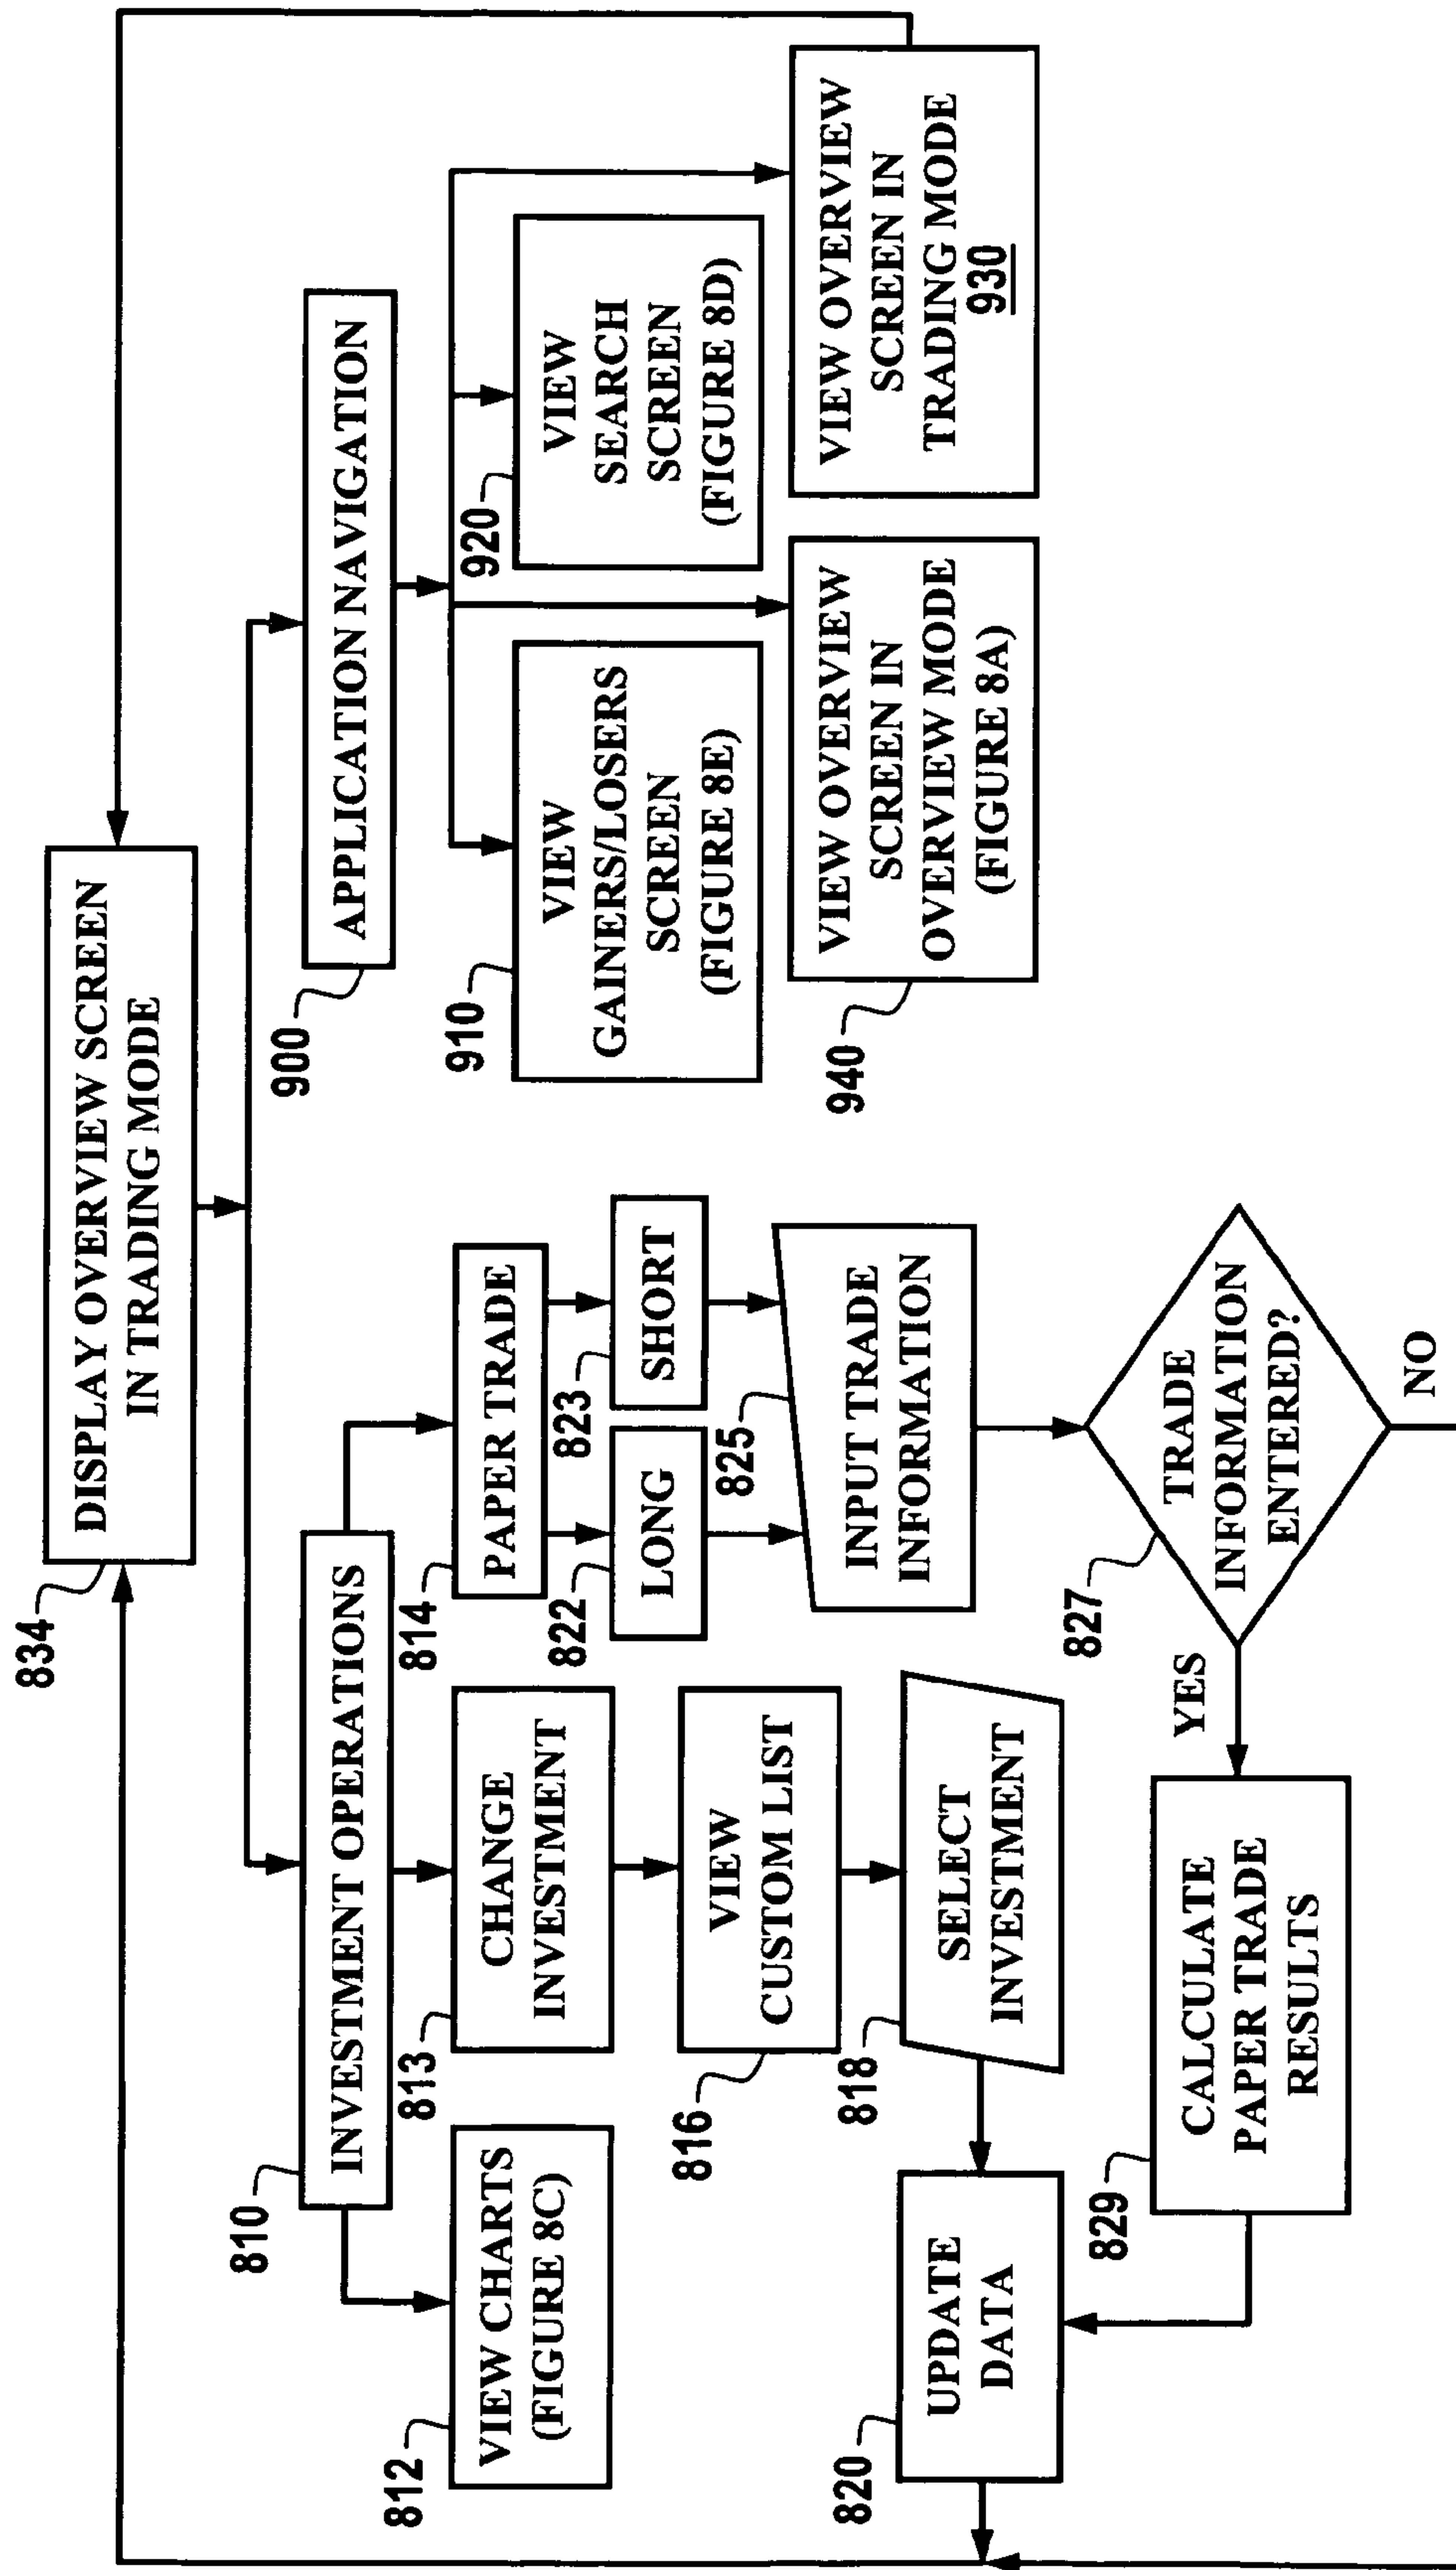 834
DISPLAY OVERVIEW SCREEN
IN TRADING MODE
810
INVESTMENT OPERATIONS
900
APPLICATION NAVIGATION
812
VIEW CHARTS
(FIGURE 8C)
813
CHANGE
INVESTMENT
814
PAPER TRADE
822
LONG
823
SHORT
816
VIEW
CUSTOM LIST
825
INPUT TRADE
INFORMATION
818
SELECT
INVESTMENT
820
UPDATE
DATA
827
TRADE
INFORMATION
ENTERED?
YES
NO
829
CALCULATE
PAPER TRADE
RESULTS
910
VIEW
GAINERS/LOSERS
SCREEN
(FIGURE 8E)
920
VIEW
SEARCH
SCREEN
(FIGURE 8D)
940
VIEW OVERVIEW
SCREEN IN
OVERVIEW MODE
(FIGURE 8A)
VIEW OVERVIEW
SCREEN IN
TRADING MODE
930